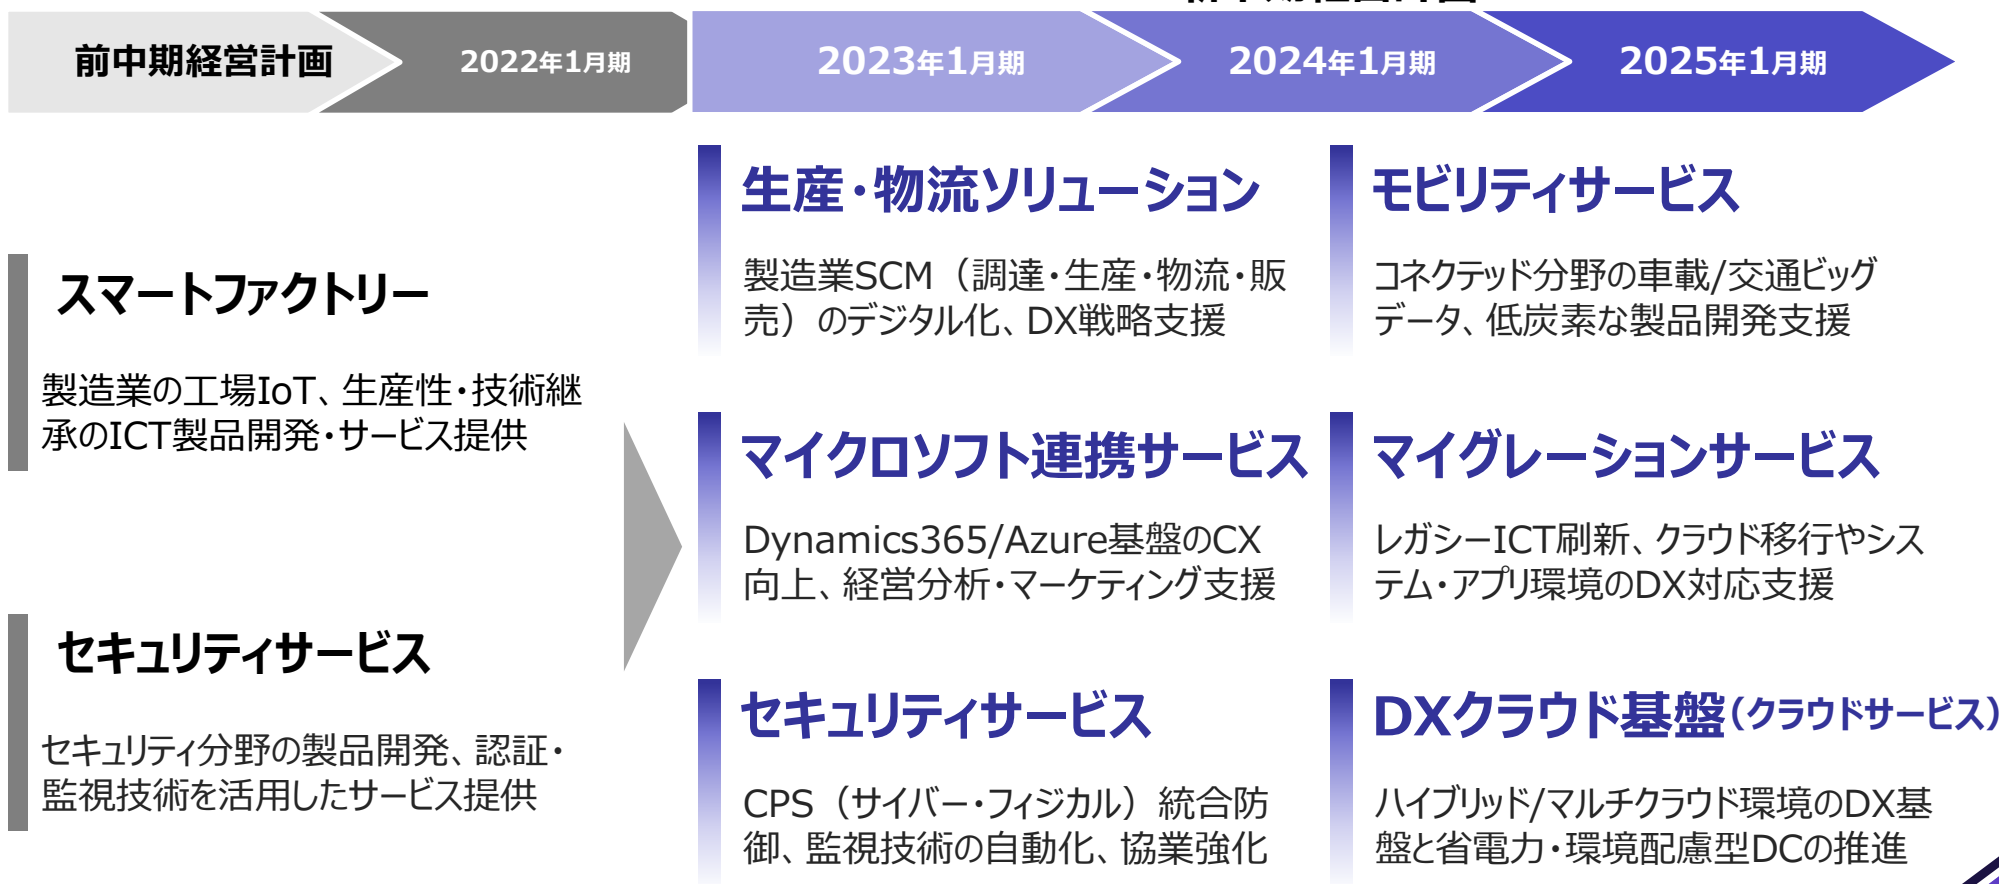 前中期経営計画
2022年1月期
2023年1月期
2024年1月期
2025年1月期
スマートファクトリー
製造業の工場IoT、生産性・技術継
承のICT製品開発・サービス提供
セキュリティサービス
セキュリティ分野の製品開発、認証・
監視技術を活用したサービス提供
生産・物流ソリューション
製造業SCM（調達・生産・物流・販
売）のデジタル化、DX戦略支援
モビリティサービス
コネクテッド分野の車載/交通ビッグ
データ、低炭素な製品開発支援
マイクロソフト連携サービス
Dynamics365/Azure基盤のCX
向上、経営分析・マーケティング支援
マイグレーションサービス
レガシーICT刷新、クラウド移行やシス
テム・アプリ環境のDX対応支援
セキュリティサービス
CPS（サイバー・フィジカル）統合防
御、監視技術の自動化、協業強化
DXクラウド基盤（クラウドサービス）
ハイブリッド/マルチクラウド環境のDX基
盤と省電力・環境配慮型DCの推進